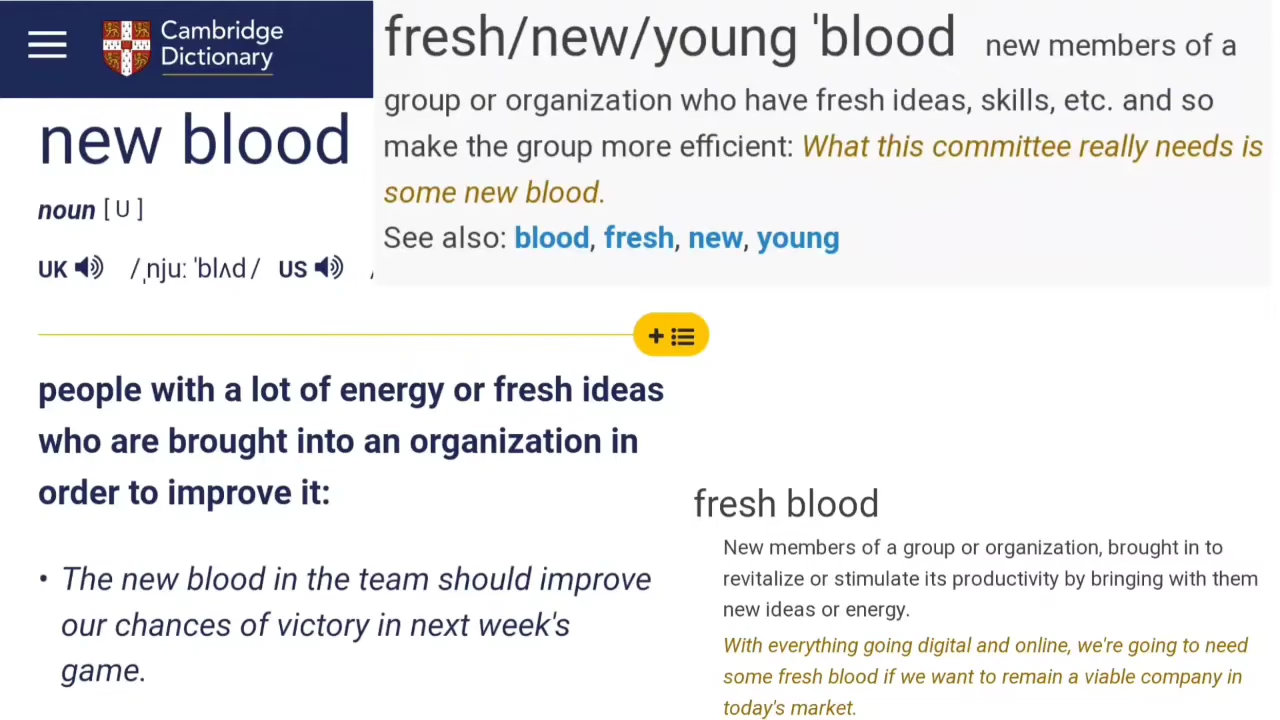 Cambridge
Dictionary
new blood
noun [ U ]
UK /ˌnjuː ˈblʌd/ US /
people with a lot of energy or fresh ideas
who are brought into an organization in
order to improve it:
• The new blood in the team should improve
our chances of victory in next week's
game.
fresh/new/young ˈblood new members of a
group or organization who have fresh ideas, skills, etc. and so
make the group more efficient: What this committee really needs is
some new blood.
See also: blood, fresh, new, young
fresh blood
New members of a group or organization, brought in to
revitalize or stimulate its productivity by bringing with them
new ideas or energy.
With everything going digital and online, we're going to need
some fresh blood if we want to remain a viable company in
today's market.